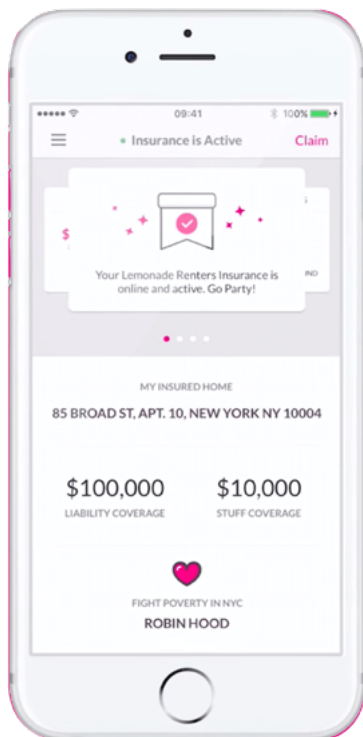 09:41
100%
Insurance is Active
Claim
$
IND
Your Lemonade Renters Insurance is
online and active. Go Party!
MY INSURED HOME
85 BROAD ST, APT. 10, NEW YORK NY 10004
$100,000
$10,000
LIABILITY COVERAGE
STUFF COVERAGE
FIGHT POVERTY IN NYC
ROBIN HOOD